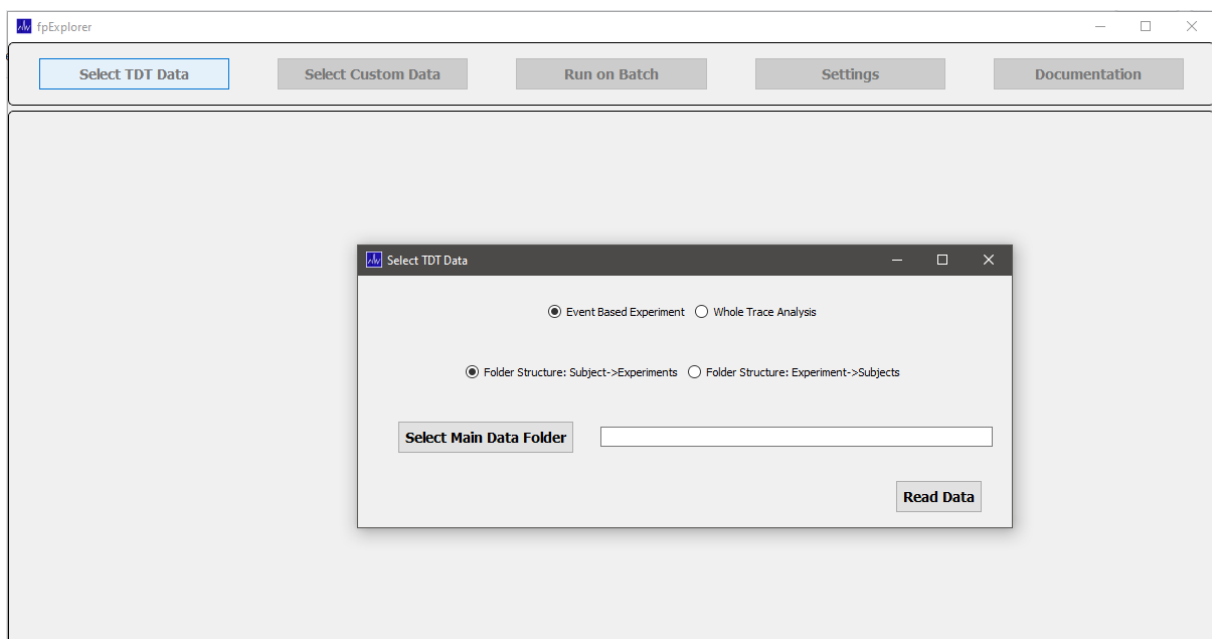 fpExplorer
Select TDT Data Select Custom Data Run on Batch Settings Documentation
Select TDT Data
Event Based Experiment Whole Trace Analysis
Folder Structure: Subject->Experiments Folder Structure: Experiment->Subjects
Select Main Data Folder
Read Data